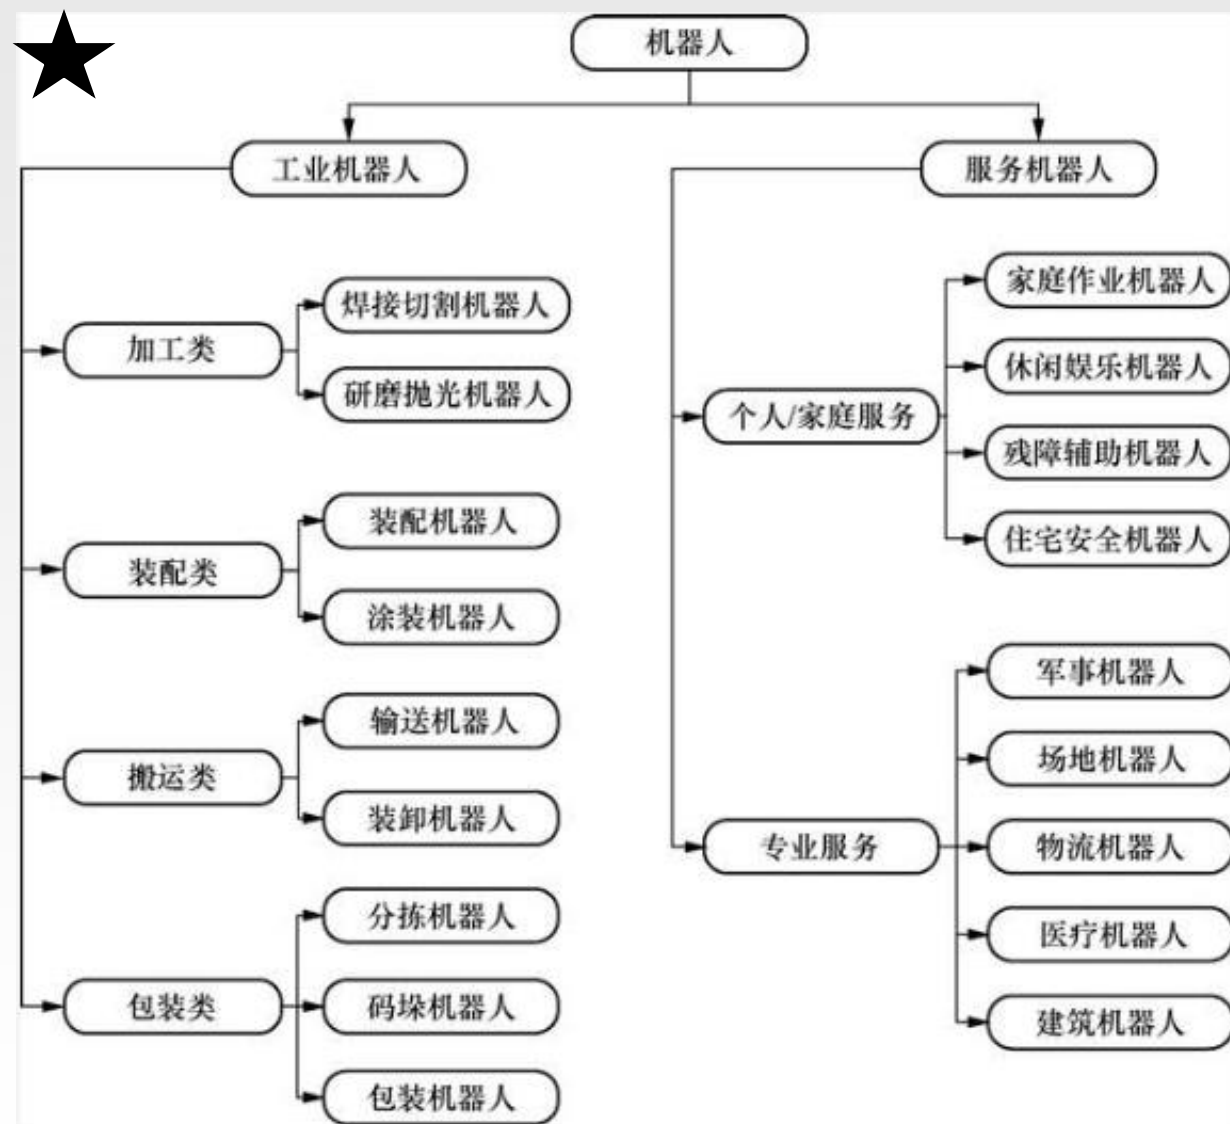 机器人
工业机器人
加工类
焊接切割机器人
研磨抛光机器人
装配类
装配机器人
涂装机器人
搬运类
输送机器人
装卸机器人
包装类
分拣机器人
码垛机器人
包装机器人
服务机器人
个人/家庭服务
家庭作业机器人
休闲娱乐机器人
残障辅助机器人
住宅安全机器人
专业服务
军事机器人
场地机器人
物流机器人
医疗机器人
建筑机器人